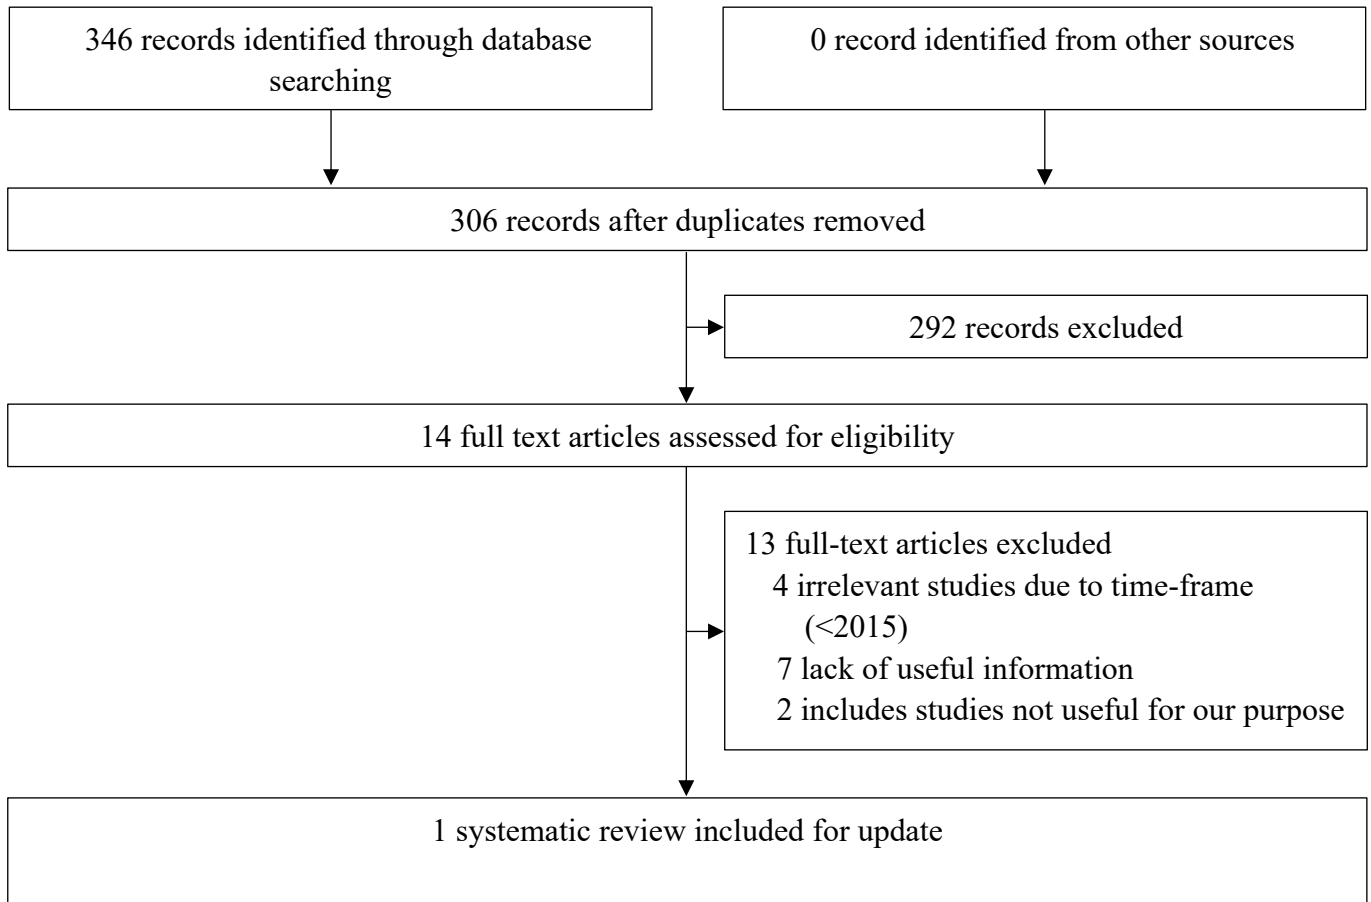 346 records identified through database
searching
0 record identified from other sources
306 records after duplicates removed
292 records excluded
14 full text articles assessed for eligibility
13 full-text articles excluded
4 irrelevant studies due to time-frame
(<2015)
7 lack of useful information
2 includes studies not useful for our purpose
1 systematic review included for update